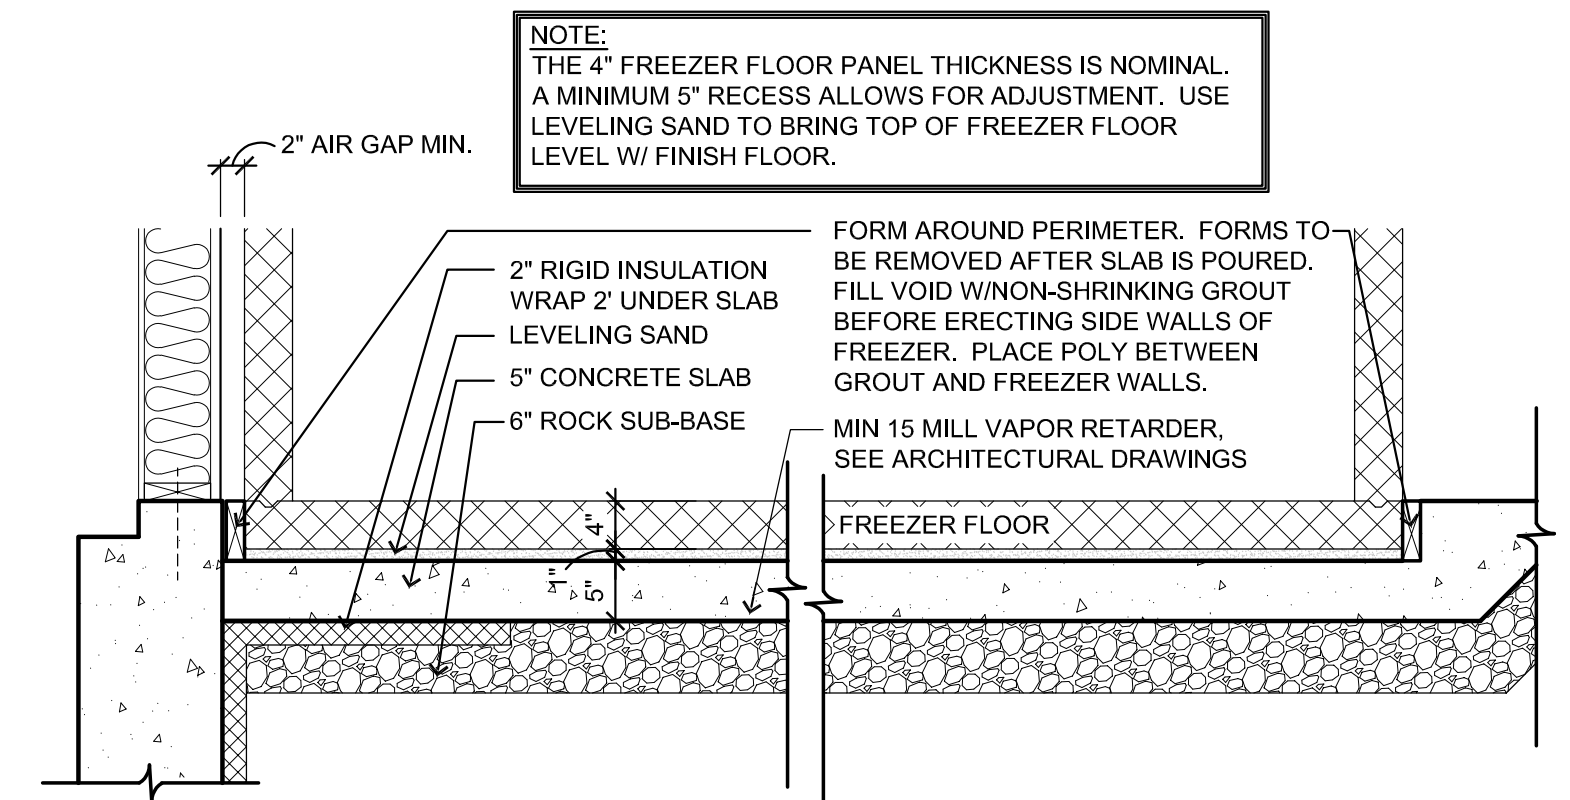 NOTE:
THE 4" FREEZER FLOOR PANEL THICKNESS IS NOMINAL.
A MINIMUM 5" RECESS ALLOWS FOR ADJUSTMENT. USE
LEVELING SAND TO BRING TOP OF FREEZER FLOOR
LEVEL W/ FINISH FLOOR.
2" AIR GAP MIN.
2" RIGID INSULATION
WRAP 2' UNDER SLAB
LEVELING SAND
5" CONCRETE SLAB
6" ROCK SUB-BASE
FORM AROUND PERIMETER. FORMS TO
BE REMOVED AFTER SLAB IS POURED.
FILL VOID W/NON-SHRINKING GROUT
BEFORE ERECTING SIDE WALLS OF
FREEZER. PLACE POLY BETWEEN
GROUT AND FREEZER WALLS.
MIN 15 MILL VAPOR RETARDER,
SEE ARCHITECTURAL DRAWINGS
4"
FREEZER FLOOR
1"
5"